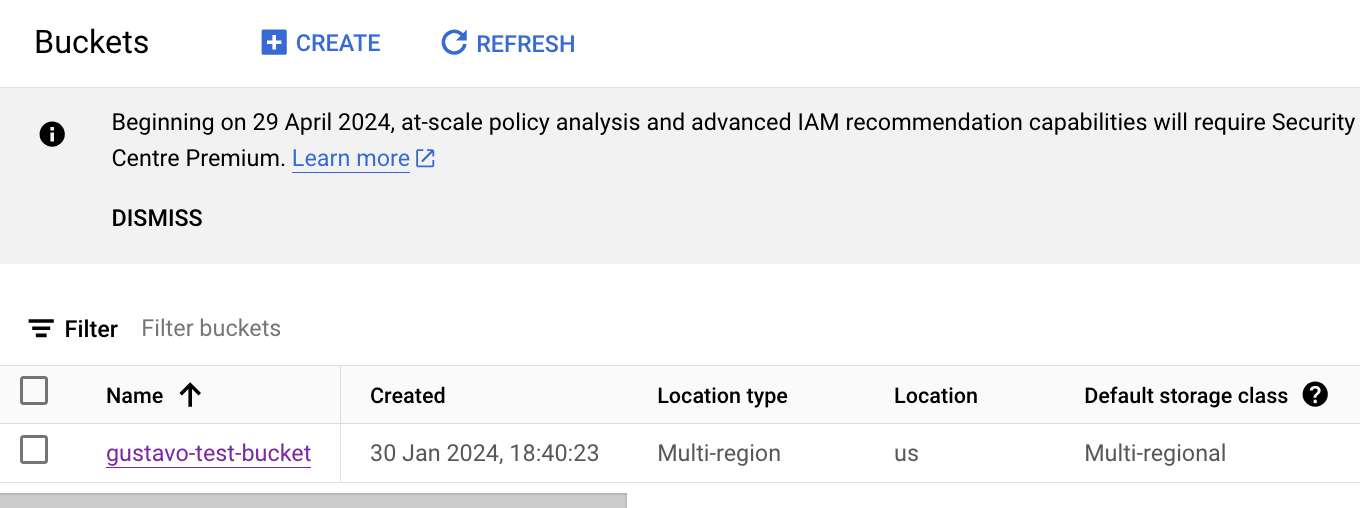 Buckets CREATE REFRESH
Beginning on 29 April 2024, at-scale policy analysis and advanced IAM recommendation capabilities will require Security
Centre Premium. Learn more
DISMISS
Filter Filter buckets
Name Created Location type Location Default storage class
gustavo-test-bucket 30 Jan 2024, 18:40:23 Multi-region us Multi-regional